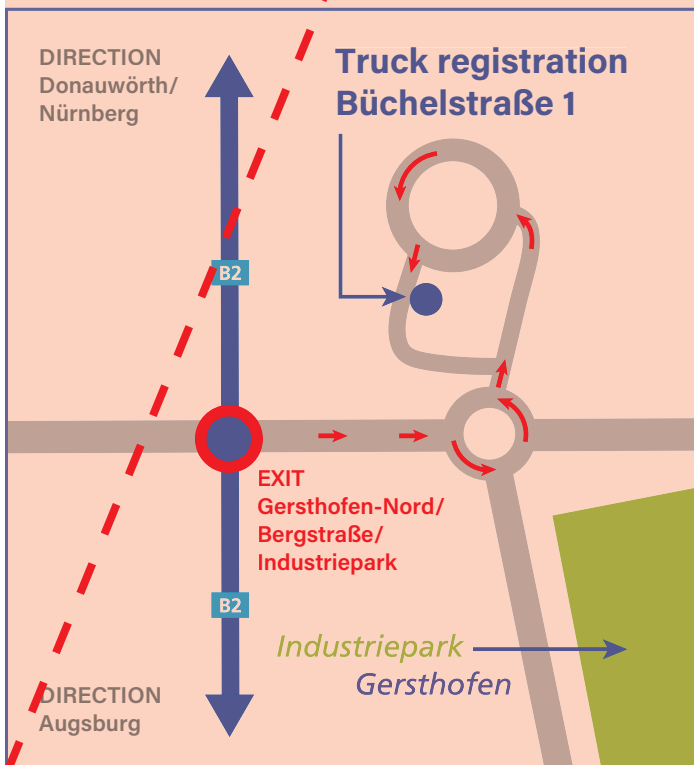 DIRECTION
Donauwörth/
Nürnberg
Truck registration
Büchelstraße 1
B2
EXIT
Gersthofen-Nord/
Bergstraße/
Industriepark
B2
Industriepark
Gersthofen
DIRECTION
Augsburg